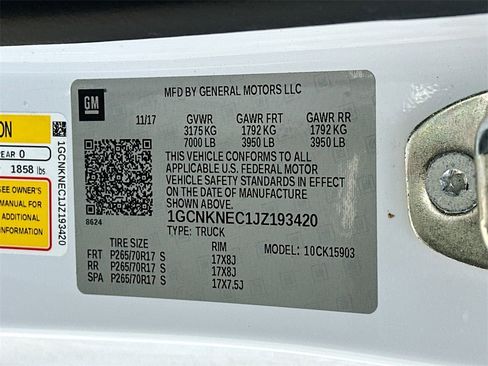 GM
MFD BY GENERAL MOTORS LLC
11/17 GVWR GAWR FRT GAWR RR
3175 KG 1792 KG 1792 KG
7000 LB 3950 LB 3950 LB
THIS VEHICLE CONFORMS TO ALL
APPLICABLE U.S. FEDERAL MOTOR
VEHICLE SAFETY STANDARDS IN EFFECT
ON THE DATE OF MANUFACTURE
SHOWN ABOVE.
8624
1GCNKNEC1JZ193420
TYPE: TRUCK
TIRE SIZE RIM MODEL: 10CK15903
FRT P265/70R17 S 17X8J
RR P265/70R17 S 17X8J
SPA P265/70R17 S 17X7.5J
ON
EAR 0
1858 lbs
SEE OWNER'S
MANUAL FOR
ADDITIONAL
INFORMATION
1GCNKNEC1JZ193420